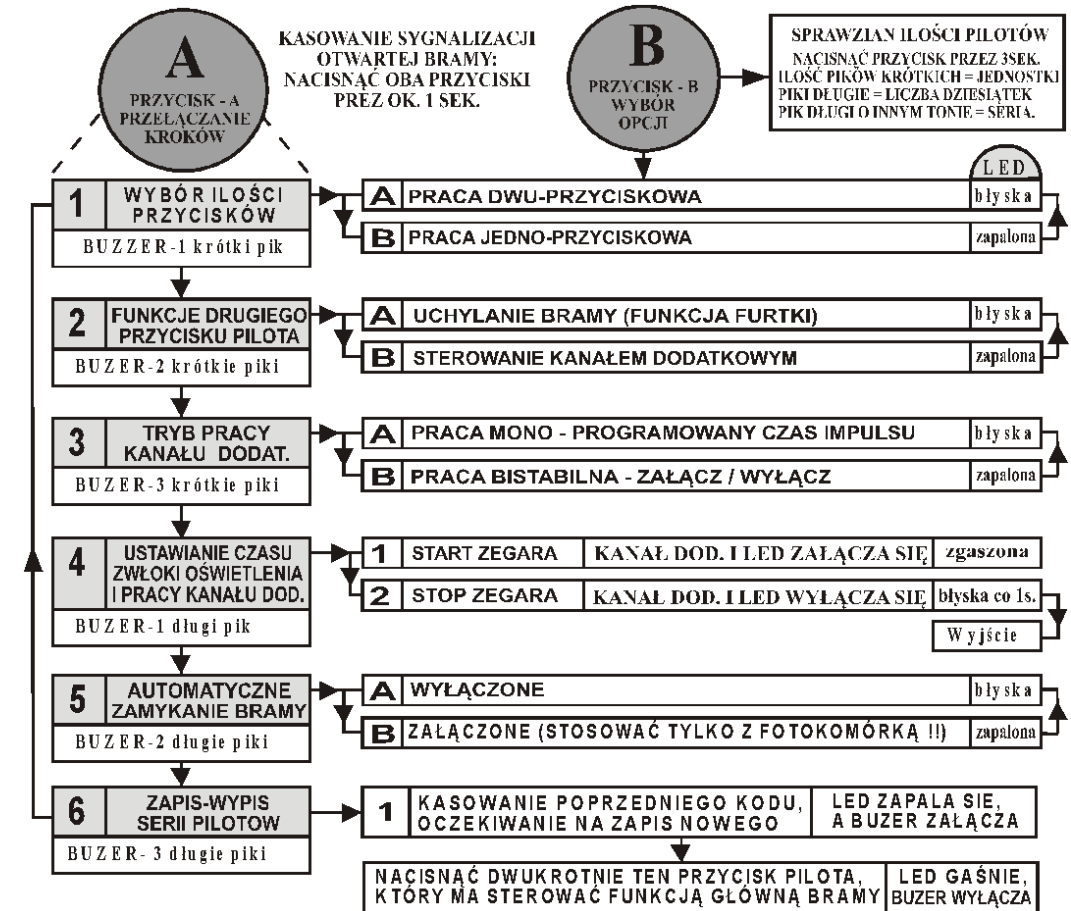 A
PRZYCISK - A
PRZEŁĄCZANIE
KROKÓW
KASOWANIE SYGNALIZACJI
OTWARTEJ BRAMY:
NACISNĄĆ OBA PRZYCISKI
PREZ OK. 1 SEK.
B
PRZYCISK - B
WYBÓR
OPCJI
SPRAWZIAN ILOŚCI PILOTÓW
NACISNĄĆ PRZYCISK PRZEZ 3SEK.
ILOŚĆ PIKÓW KRÓTKICH = JEDNOSTKI
PIKI DŁUGIE = LICZBA DZIESIĄTEK
PIK DŁUGI O INNYM TONIE = SERIA.
LED
1 WYBÓR ILOŚCI
PRZYCISKÓW
BUZZER-1 krótki pik
A PRACA DWU-PRZYCISKOWA błyska
B PRACA JEDNO-PRZYCISKOWA zapalona
2 FUNKCJE DRUGIEGO
PRZYCISKU PILOTA
BUZER-2 krótkie piki
A UCHYLANIE BRAMY (FUNKCJA FURTKI) błyska
B STEROWANIE KANAŁEM DODATKOWYM zapalona
3 TRYB PRACY
KANAŁU DODAT.
BUZER-3 krótkie piki
A PRACA MONO - PROGRAMOWANY CZAS IMPULSU błyska
B PRACA BISTABILNA - ZAŁĄCZ / WYŁĄCZ zapalona
4 USTAWIANIE CZASU
ZWŁOKI OŚWIETLENIA
I PRACY KANAŁU DOD.
BUZER-1 długi pik
1 START ZEGARA KANAŁ DOD. I LED ZAŁĄCZA SIĘ zgaszona
2 STOP ZEGARA KANAŁ DOD. I LED WYŁĄCZA SIĘ błyska co 1s.
Wyjście
5 AUTOMATYCZNE
ZAMYKANIE BRAMY
BUZER-2 długie piki
A WYŁĄCZONE błyska
B ZAŁĄCZONE (STOSOWAĆ TYLKO Z FOTOKOMÓRKĄ !!) zapalona
6 ZAPIS-WYPIS
SERII PILOTOW
BUZER- 3 długie piki
1 KASOWANIE POPRZEDNIEGO KODU,
OCZEKIWANIE NA ZAPIS NOWEGO
LED ZAPALA SIE,
A BUZER ZAŁĄCZA
NACISNĄĆ DWUKROTNIE TEN PRZYCISK PILOTA,
KTÓRY MA STEROWAĆ FUNKCJĄ GŁÓWNĄ BRAMY
LED GAŚNIE,
BUZER WYŁĄCZA